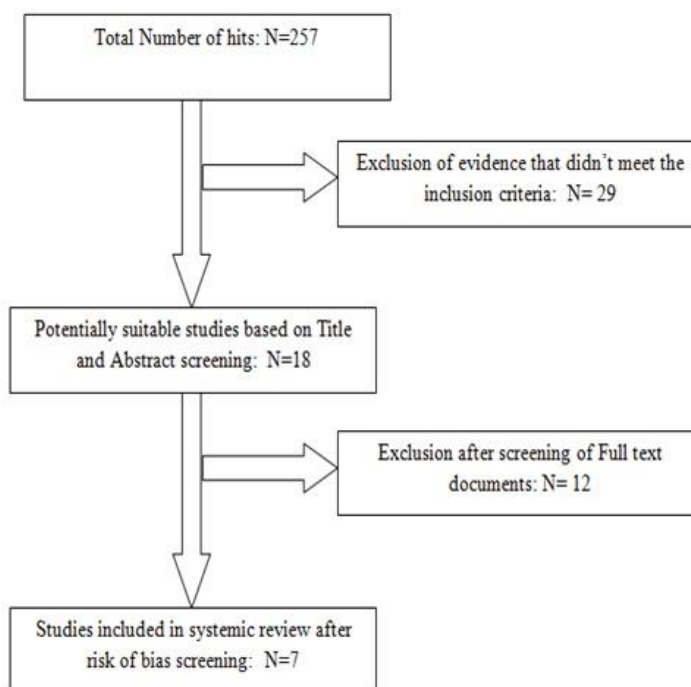 Total Number of hits: N=257
Exclusion of evidence that didn't meet the
inclusion criteria:  N= 29
Potentially suitable studies based on Title
and Abstract screening:  N=18
Exclusion after screening of Full text
documents: N= 12
Studies included in systemic review after
risk of bias screening:  N=7